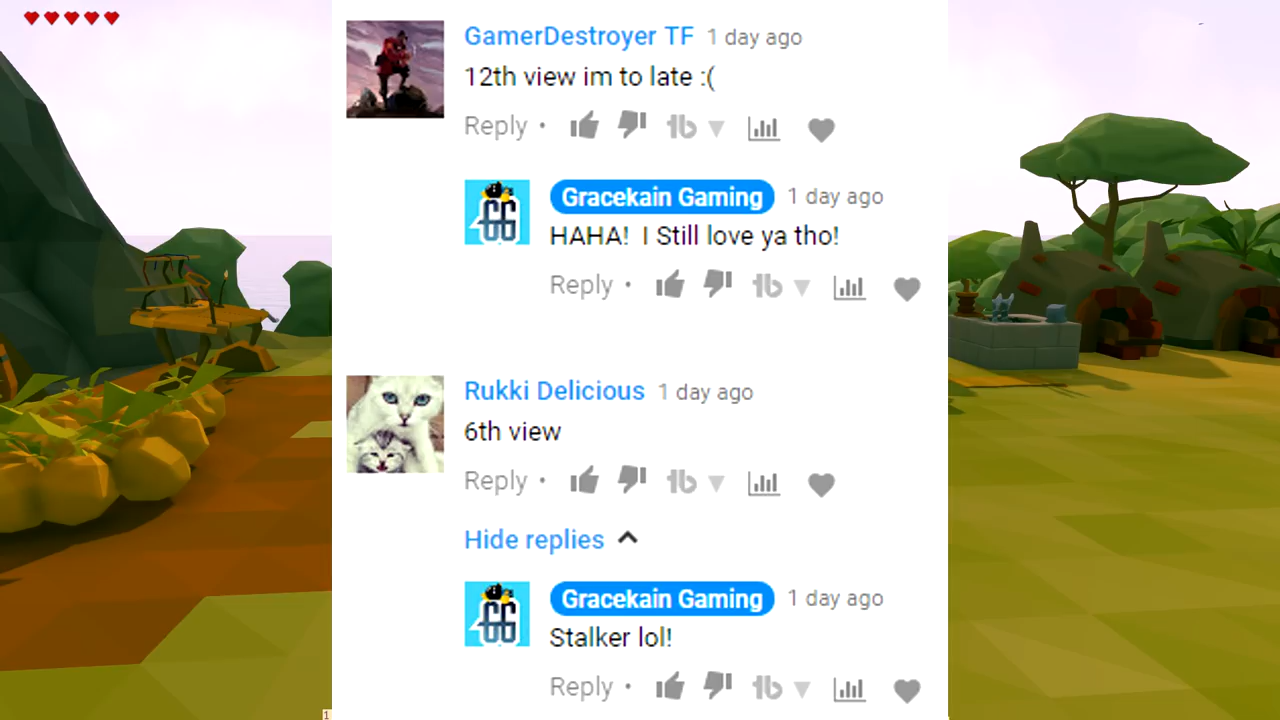 GamerDestroyer TF 1 day ago
12th view im to late :(
Reply •
Gracekain Gaming 1 day ago
HAHA! I Still love ya tho!
Reply •
Rukki Delicious 1 day ago
6th view
Reply •
Hide replies
Gracekain Gaming 1 day ago
Stalker lol!
Reply •
1